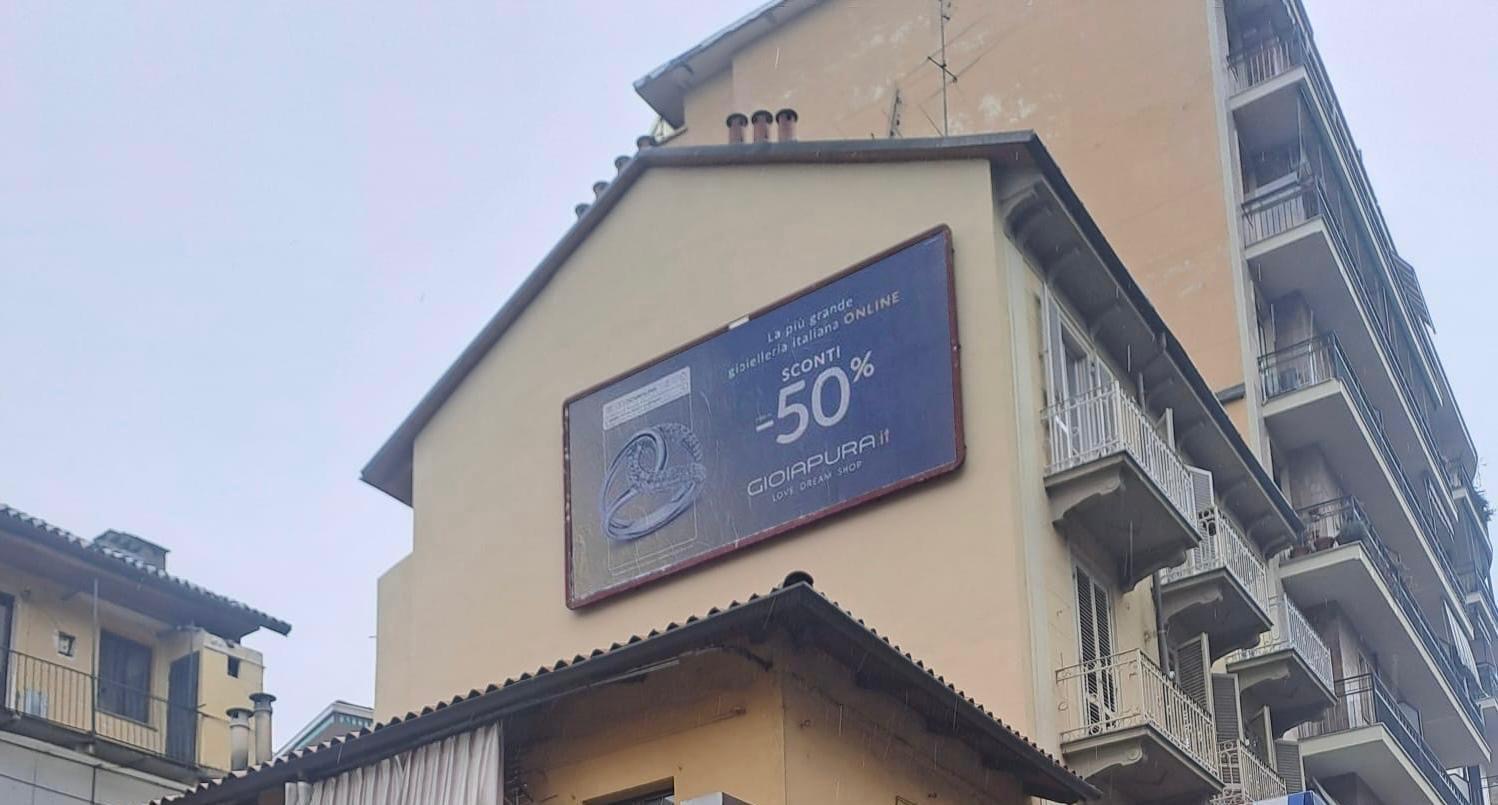 La più grande
gioielleria italiana ONLINE
SCONTI
-50%
GIOIAPURA.it
LOVE DREAM SHOP